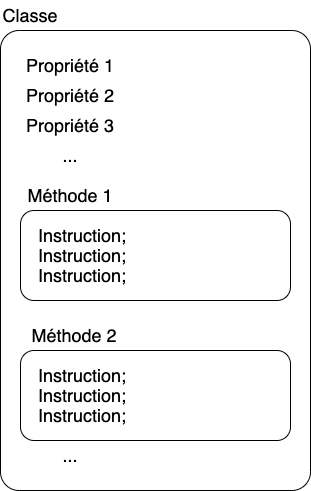 Classe
Propriété 1
Propriété 2
Propriété 3
...
Méthode 1
Instruction;
Instruction;
Instruction;
Méthode 2
Instruction;
Instruction;
Instruction;
...